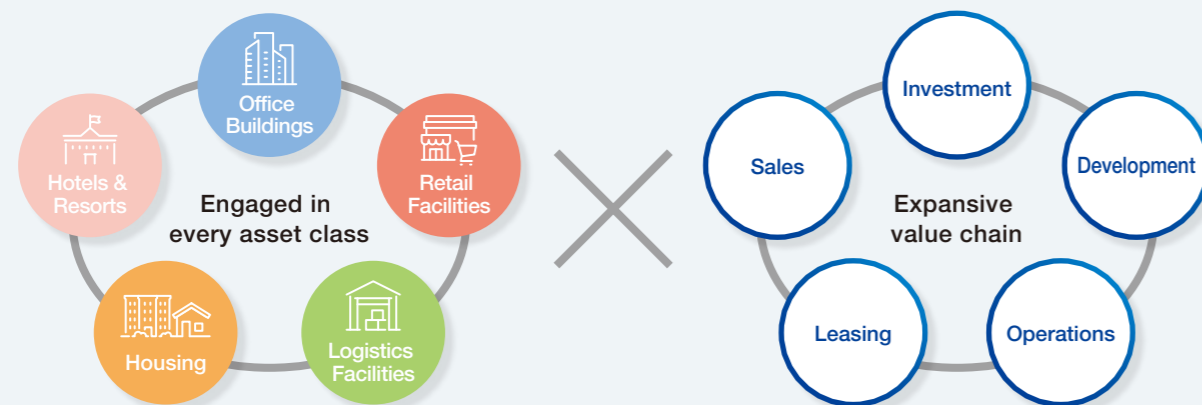 Office
Buildings
Hotels &
Resorts
Retail
Facilities
Engaged in
every asset class
Housing
Logistics
Facilities
Investment
Sales
Development
Expansive
value chain
Leasing
Operations